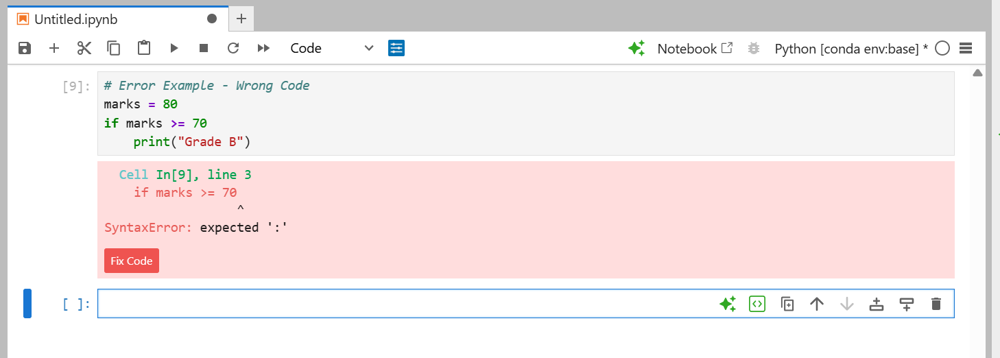 Untitled.ipynb
Code
Notebook
Python [conda env:base] *
[9]:
# Error Example - Wrong Code
marks = 80
if marks >= 70
    print("Grade B")
  Cell In[9], line 3
    if marks >= 70
                  ^
SyntaxError: expected ':'
Fix Code
[ ]: